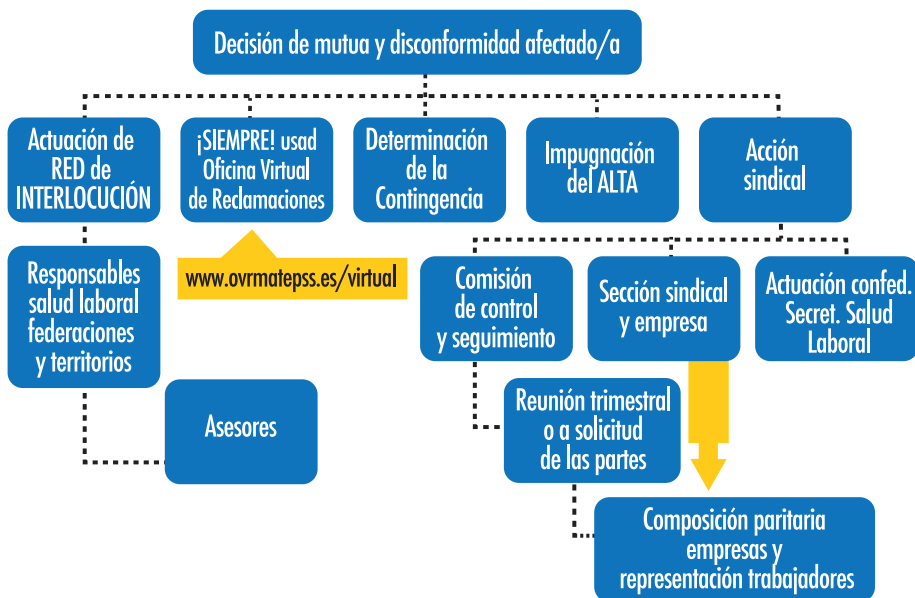 Decisión de mutua y disconformidad afectado/a
Actuación de
RED de
INTERLOCUCIÓN
¡SIEMPRE! usad
Oficina Virtual
de Reclamaciones
Determinación
de la
Contingencia
Impugnación
del ALTA
Acción
sindical
www.ovrmatepss.es/virtual
Responsables
salud laboral
federaciones
y territorios
Asesores
Comisión
de control
y seguimiento
Sección sindical
y empresa
Actuación confed.
Secret. Salud
Laboral
Reunión trimestral
o a solicitud
de las partes
Composición paritaria
empresas y
representación trabajadores